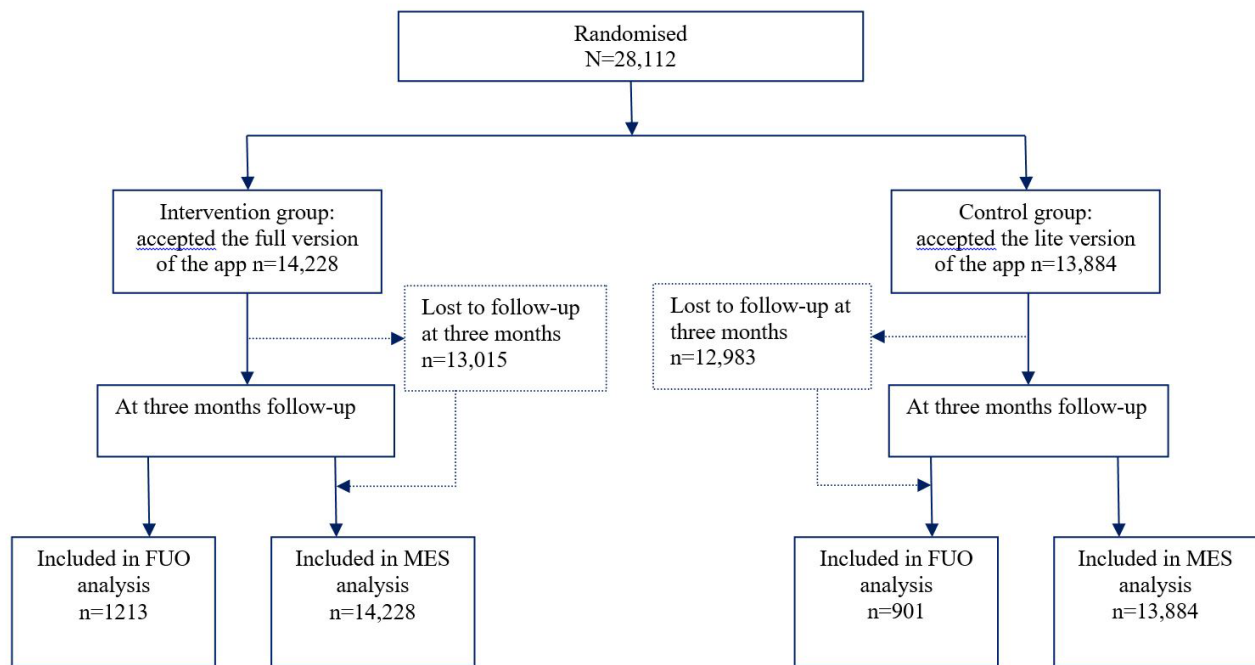 Randomised
N=28,112
Intervention group:
accepted the full version
of the app n=14,228
Control group:
accepted the lite version
of the app n=13,884
Lost to follow-up
at three months
n=13,015
Lost to follow-up at
three months
n=12,983
At three months follow-up
At three months follow-up
Included in FUO
analysis
n=1213
Included in MES
analysis
n=14,228
Included in FUO
analysis
n=901
Included in MES
analysis
n=13,884